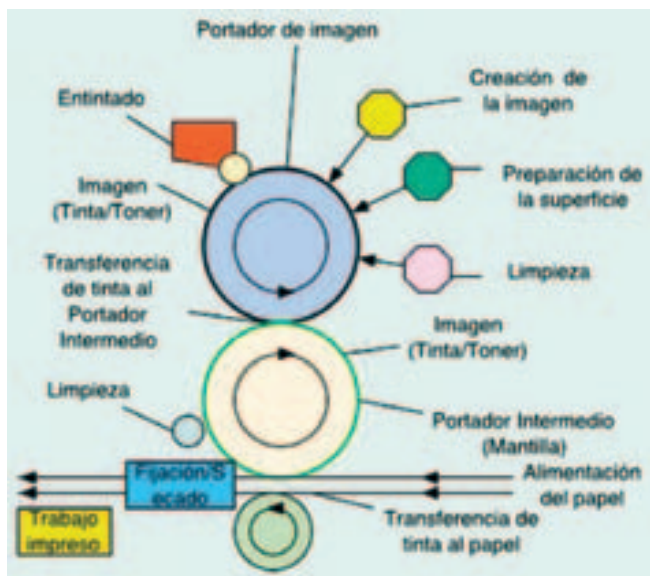 Portador de imagen
Creación de
la imagen
Entintado
Imagen
(Tinta/Toner)
Preparación de
la superficie
Transferencia
de tinta al
Portador
Intermedio
Limpieza
Imagen
(Tinta/Toner)
Limpieza
Portador Intermedio
(Mantilla)
Fijación/S
ecado
Alimentación
del papel
Trabajo
impreso
Transferencia de
tinta al papel